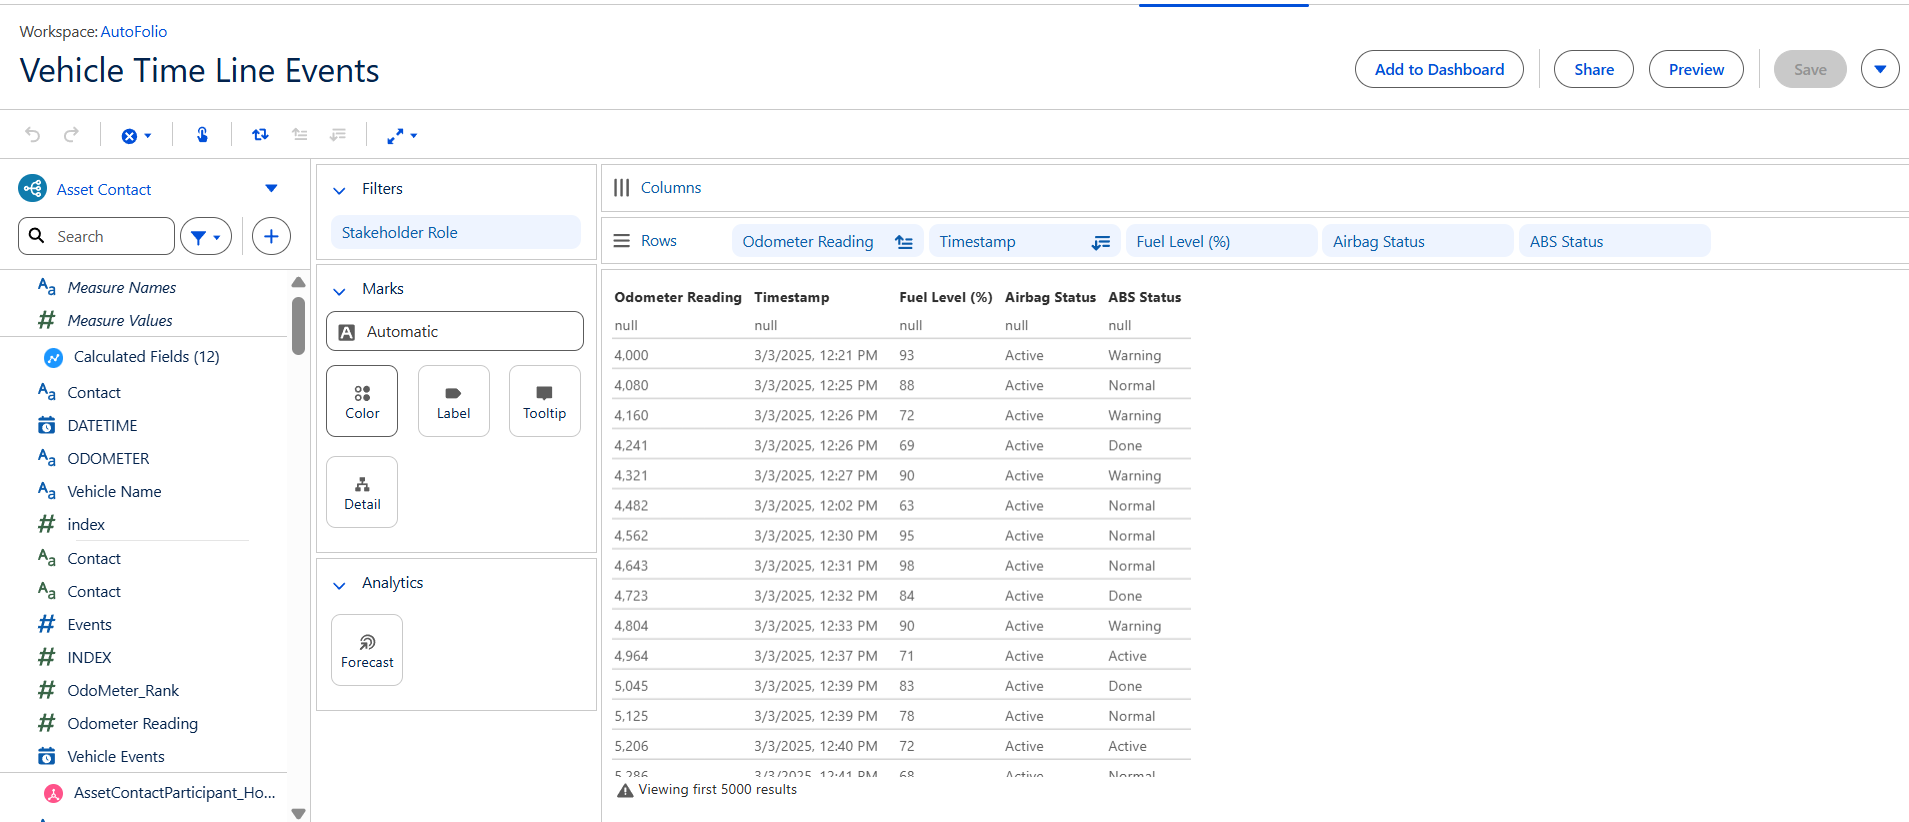 Workspace: AutoFolio
Vehicle Time Line Events
Add to Dashboard
Share
Preview
Save
Asset Contact
Search
Measure Names
Measure Values
Calculated Fields (12)
Contact
DATETIME
ODOMETER
Vehicle Name
index
Contact
Contact
Events
INDEX
OdoMeter_Rank
Odometer Reading
Vehicle Events
AssetContactParticipant_Ho...
Filters
Stakeholder Role
Marks
Automatic
Color Label Tooltip
Detail
Analytics
Forecast
Columns
Rows Odometer Reading Timestamp Fuel Level (%) Airbag Status ABS Status
Odometer Reading Timestamp Fuel Level (%) Airbag Status ABS Status
null null null null null
4,000 3/3/2025, 12:21 PM 93 Active Warning
4,080 3/3/2025, 12:25 PM 88 Active Normal
4,160 3/3/2025, 12:26 PM 72 Active Warning
4,241 3/3/2025, 12:26 PM 69 Active Done
4,321 3/3/2025, 12:27 PM 90 Active Warning
4,482 3/3/2025, 12:02 PM 63 Active Normal
4,562 3/3/2025, 12:30 PM 95 Active Normal
4,643 3/3/2025, 12:31 PM 98 Active Normal
4,723 3/3/2025, 12:32 PM 84 Active Done
4,804 3/3/2025, 12:33 PM 90 Active Warning
4,964 3/3/2025, 12:37 PM 71 Active Active
5,045 3/3/2025, 12:39 PM 83 Active Done
5,125 3/3/2025, 12:39 PM 78 Active Normal
5,206 3/3/2025, 12:40 PM 72 Active Active
5,286 3/3/2025, 12:41 PM 68 Active Normal
Viewing first 5000 results